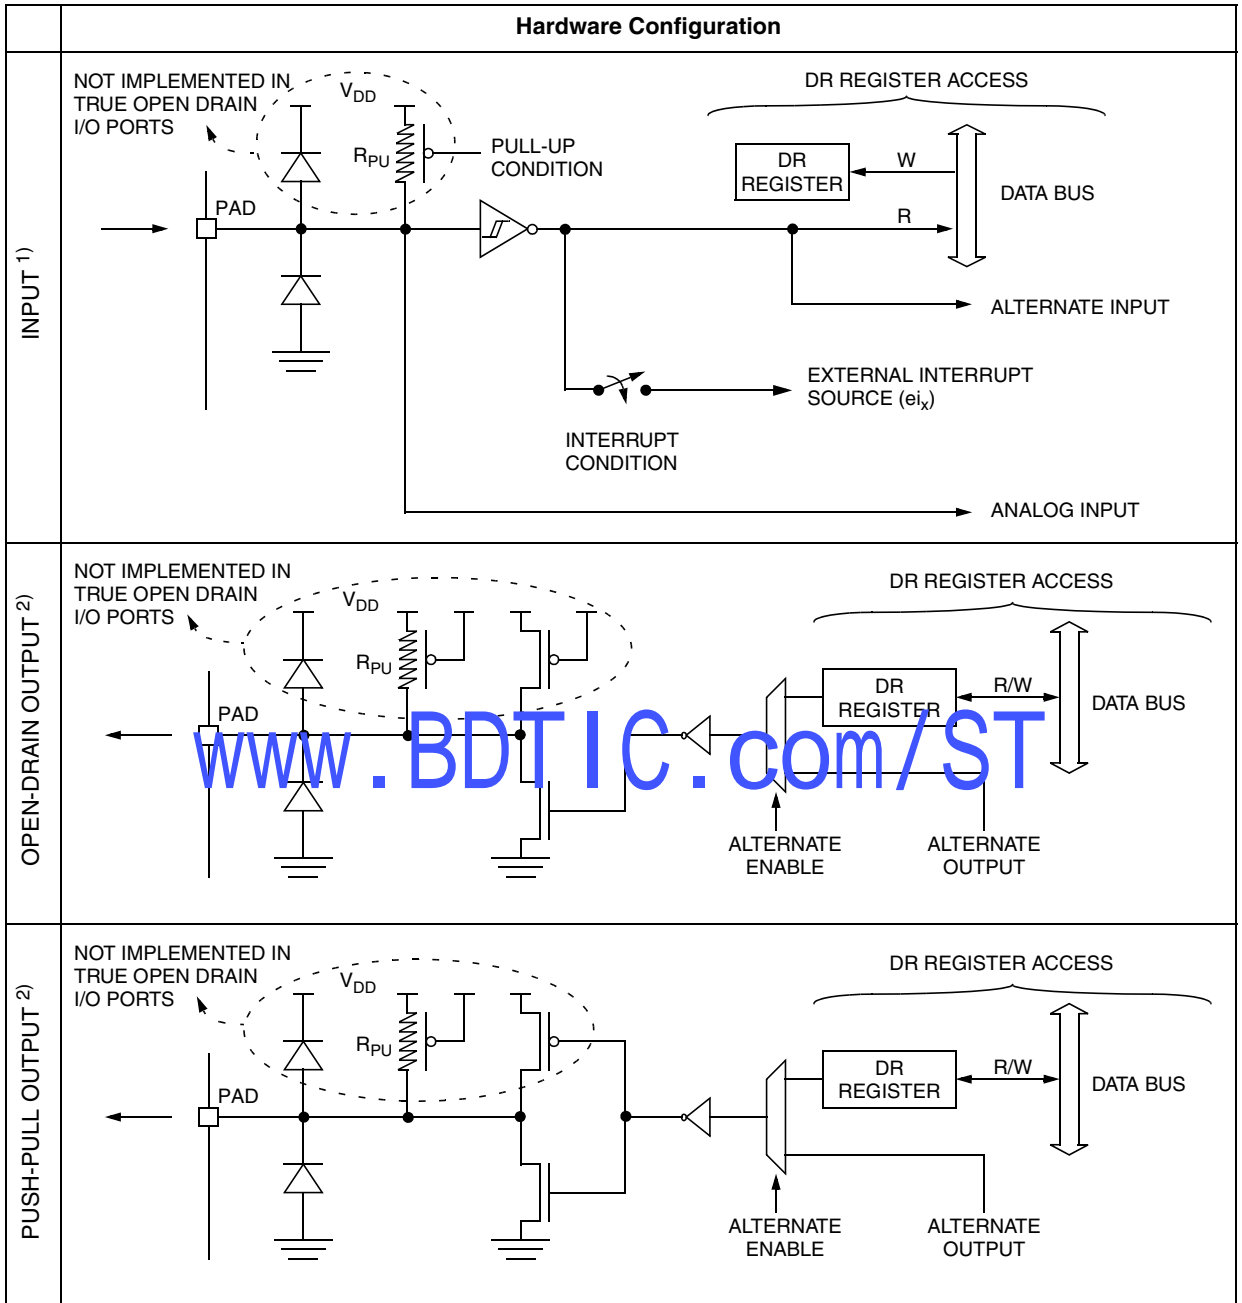 Hardware Configuration
INPUT 1)
NOT IMPLEMENTED IN
TRUE OPEN DRAIN
I/O PORTS
VDD
RPU
PULL-UP
CONDITION
PAD
DR REGISTER ACCESS
DR
REGISTER
W
R
DATA BUS
ALTERNATE INPUT
EXTERNAL INTERRUPT
SOURCE (eix)
INTERRUPT
CONDITION
ANALOG INPUT
OPEN-DRAIN OUTPUT 2)
NOT IMPLEMENTED IN
TRUE OPEN DRAIN
I/O PORTS
VDD
RPU
PAD
DR REGISTER ACCESS
DR
REGISTER
R/W
DATA BUS
www.BDTIC.com/ST
ALTERNATE
ENABLE
ALTERNATE
OUTPUT
PUSH-PULL OUTPUT 2)
NOT IMPLEMENTED IN
TRUE OPEN DRAIN
I/O PORTS
VDD
RPU
PAD
DR REGISTER ACCESS
DR
REGISTER
R/W
DATA BUS
ALTERNATE
ENABLE
ALTERNATE
OUTPUT